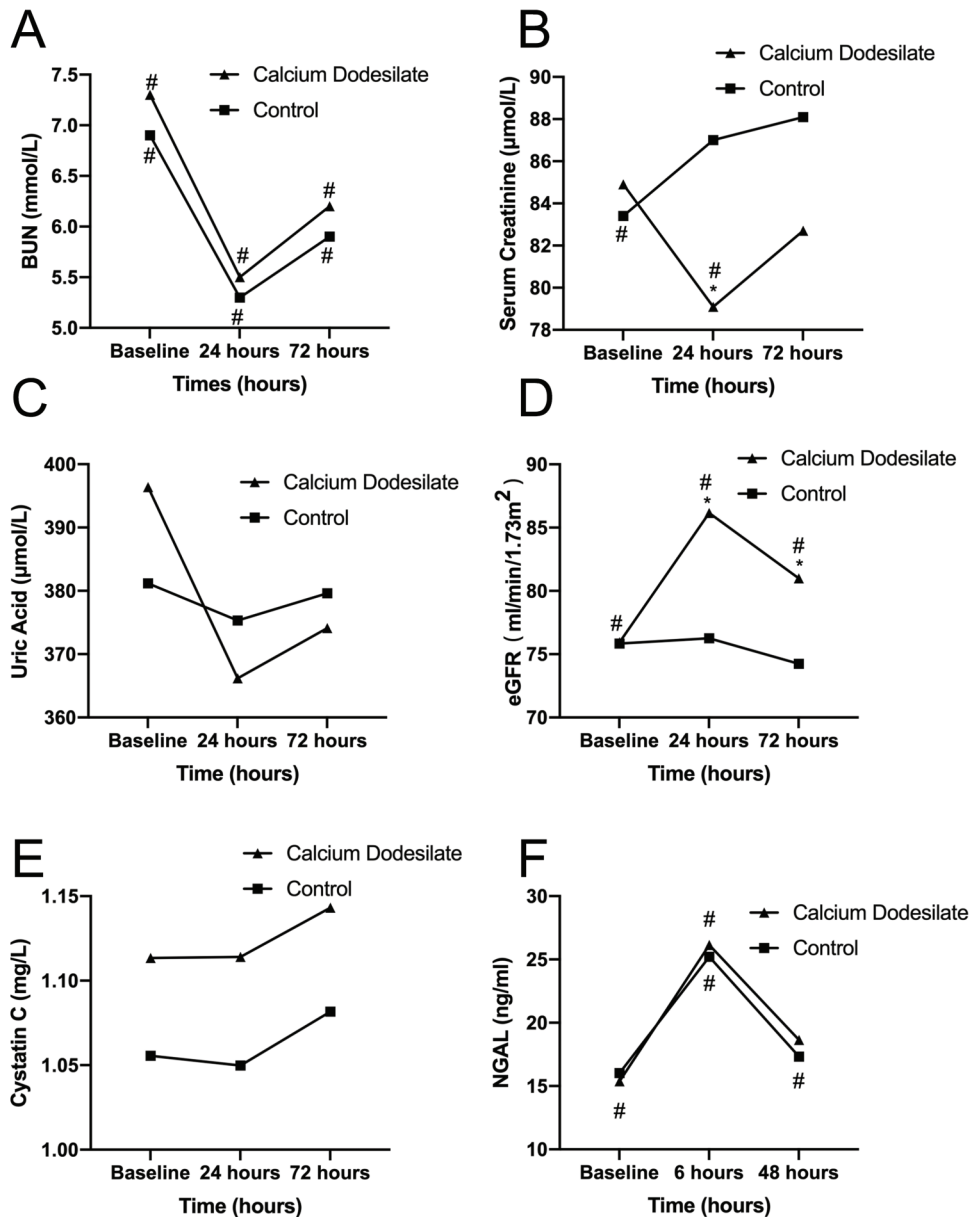 A
BUN (mmol/L)
7.5
7.0
6.5
6.0
5.5
5.0
Calcium Dodesilate
Control
#
#
#
#
#
#
Baseline 24 hours 72 hours
Times (hours)
B
Serum Creatinine (μmol/L)
90
88
86
84
82
79
78
Calcium Dodesilate
Control
#
#
*
Baseline 24 hours 72 hours
Time (hours)
C
Uric Acid (μmol/L)
400
390
380
370
360
Calcium Dodesilate
Control
Baseline 24 hours 72 hours
Time (hours)
D
eGFR ( ml/min/1.73m²)
90
85
80
75
70
Calcium Dodesilate
Control
#
#
*
#
*
Baseline 24 hours 72 hours
Time (hours)
E
Cystatin C (mg/L)
1.15
1.10
1.05
1.00
Calcium Dodesilate
Control
Baseline 24 hours 72 hours
Time (hours)
F
NGAL (ng/ml)
30
25
20
15
10
Calcium Dodesilate
Control
#
#
#
#
Baseline 6 hours 48 hours
Time (hours)